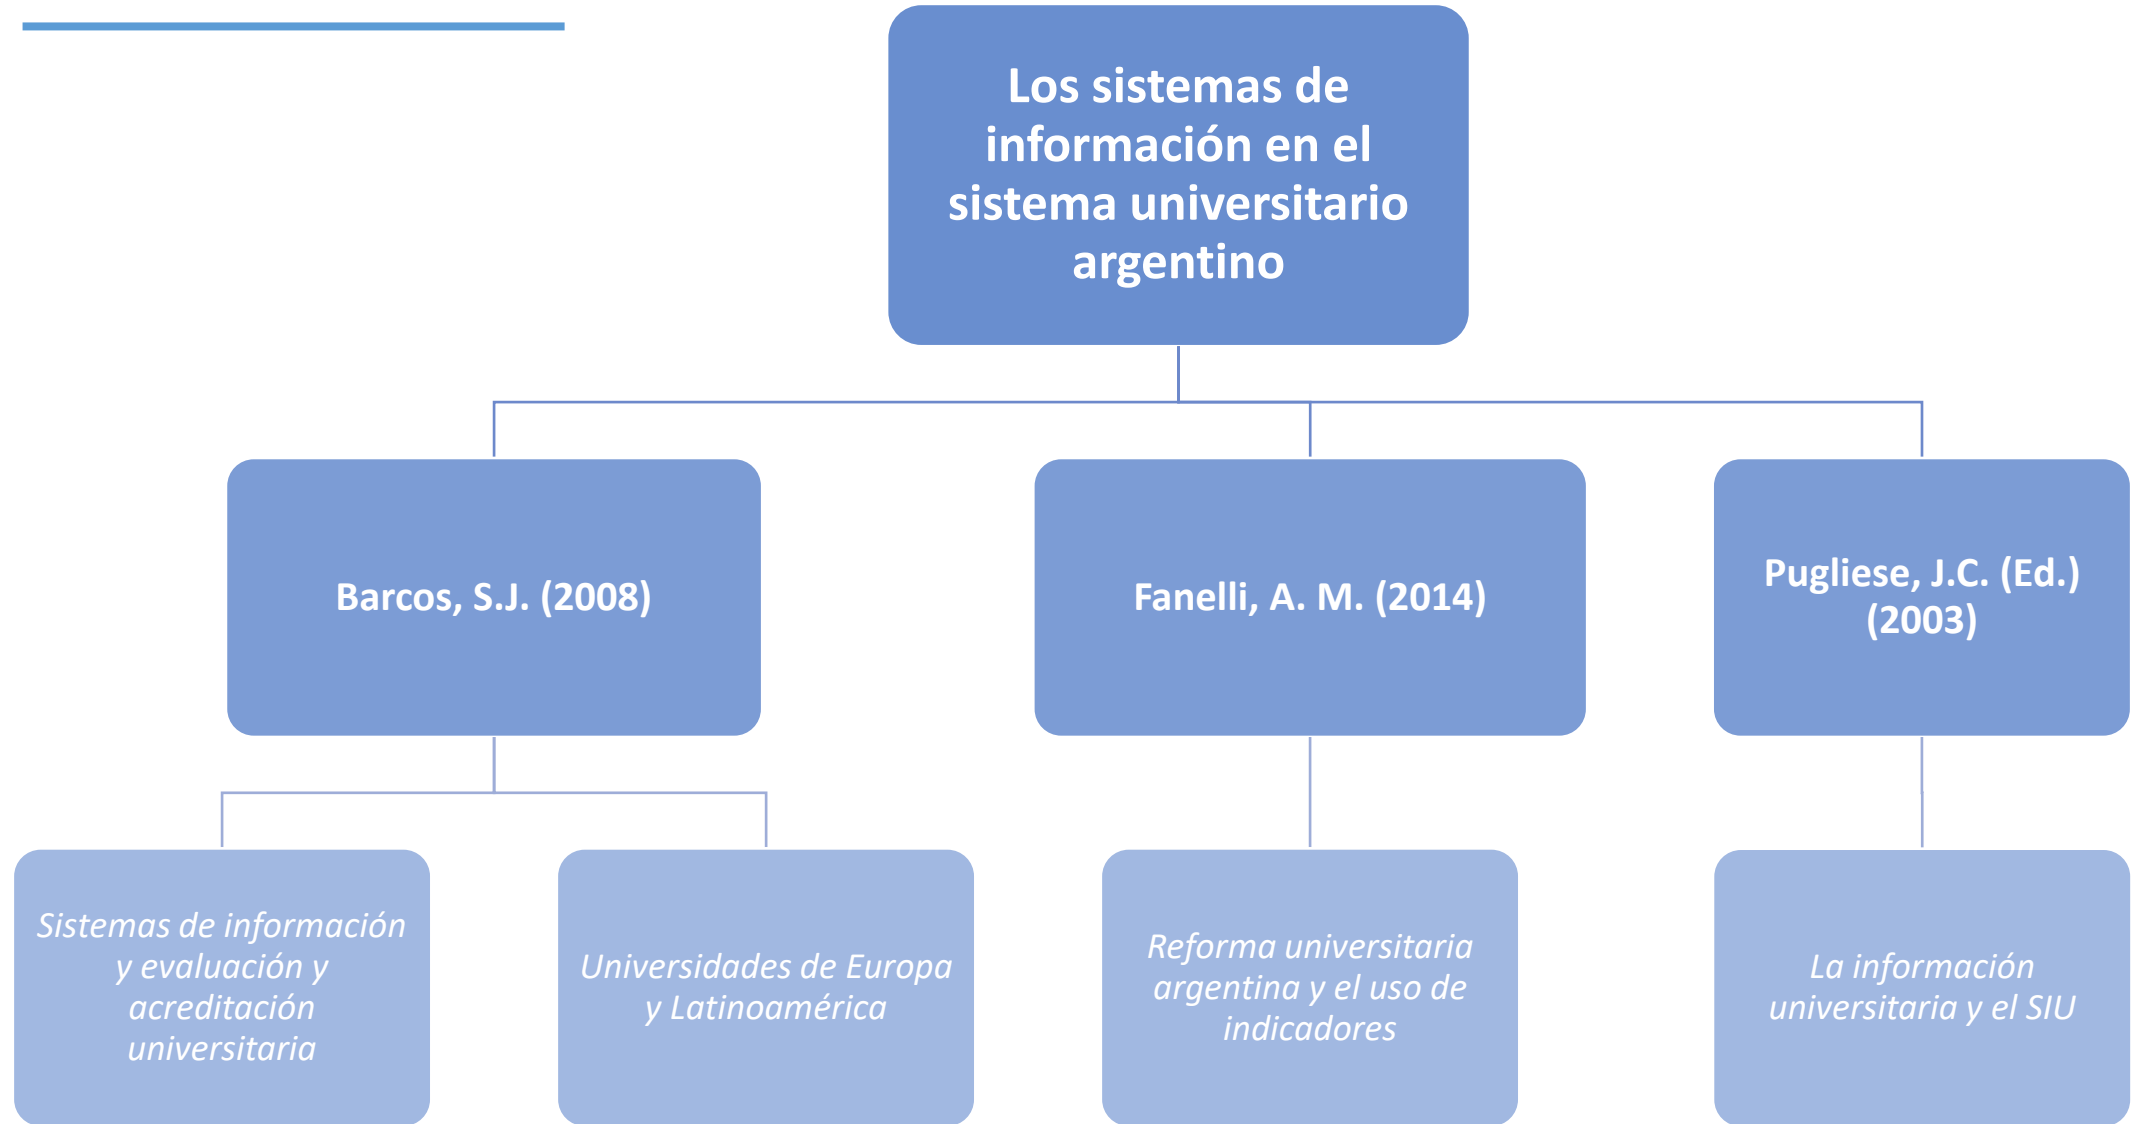 Los sistemas de
información en el
sistema universitario
argentino
Barcos, S.J. (2008)
Fanelli, A. M. (2014)
Pugliese, J.C. (Ed.)
(2003)
Sistemas de información
y evaluación y
acreditación
universitaria
Universidades de Europa
y Latinoamérica
Reforma universitaria
argentina y el uso de
indicadores
La información
universitaria y el SIU